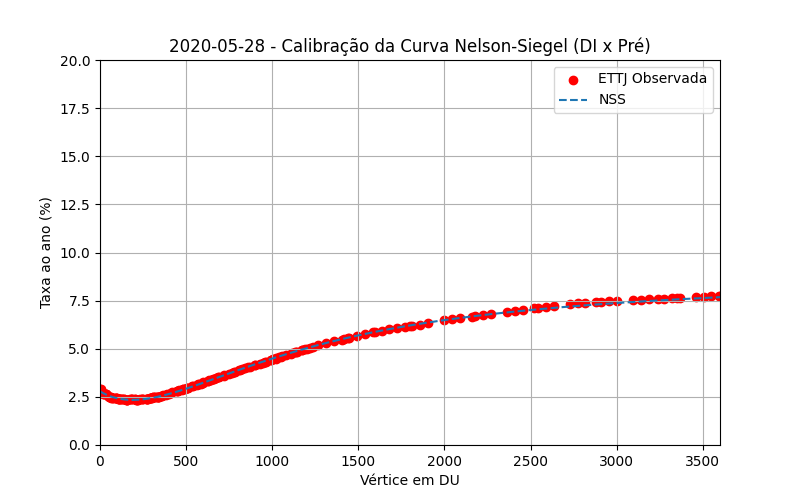 2020-05-28 - Calibração da Curva Nelson-Siegel (DI x Pré)
20.0
17.5
15.0
12.5
10.0
7.5
5.0
2.5
0.0
Taxa ao ano (%)
ETTJ Observada
NSS
0 500 1000 1500 2000 2500 3000 3500
Vértice em DU